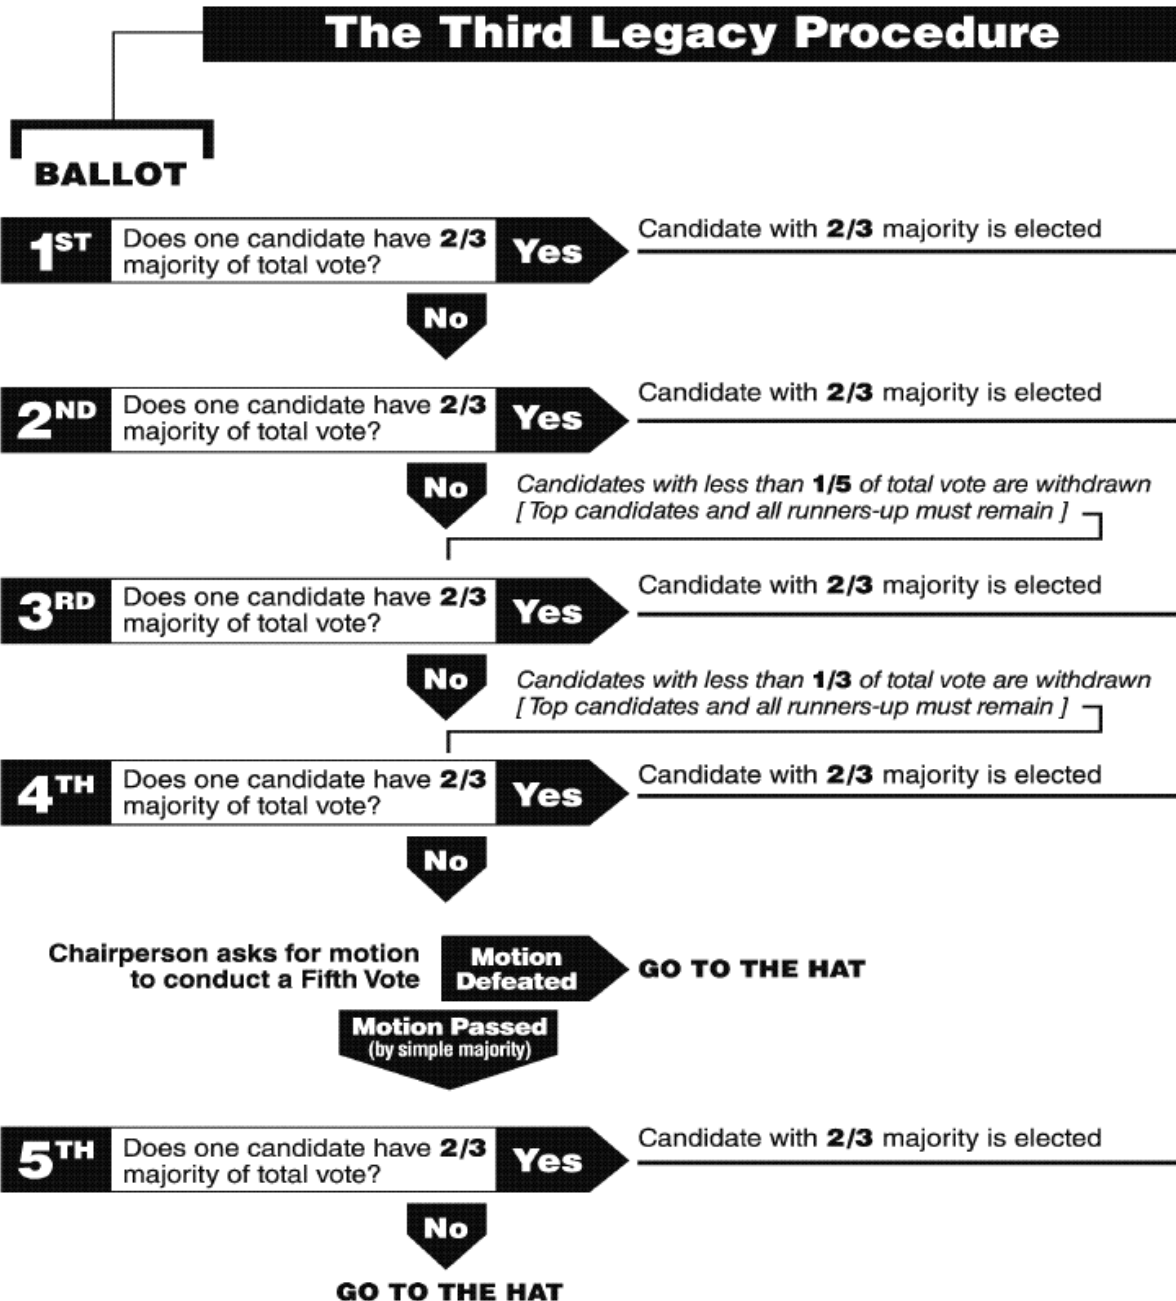 The Third Legacy Procedure
BALLOT
1ST Does one candidate have 2/3
majority of total vote?
Yes
Candidate with 2/3 majority is elected
No
2ND Does one candidate have 2/3
majority of total vote?
Yes
Candidate with 2/3 majority is elected
No
Candidates with less than 1/5 of total vote are withdrawn
[ Top candidates and all runners-up must remain ]
3RD Does one candidate have 2/3
majority of total vote?
Yes
Candidate with 2/3 majority is elected
No
Candidates with less than 1/3 of total vote are withdrawn
[ Top candidates and all runners-up must remain ]
4TH Does one candidate have 2/3
majority of total vote?
Yes
Candidate with 2/3 majority is elected
No
Chairperson asks for motion
to conduct a Fifth Vote
Motion
Defeated
GO TO THE HAT
Motion Passed
(by simple majority)
5TH Does one candidate have 2/3
majority of total vote?
Yes
Candidate with 2/3 majority is elected
No
GO TO THE HAT